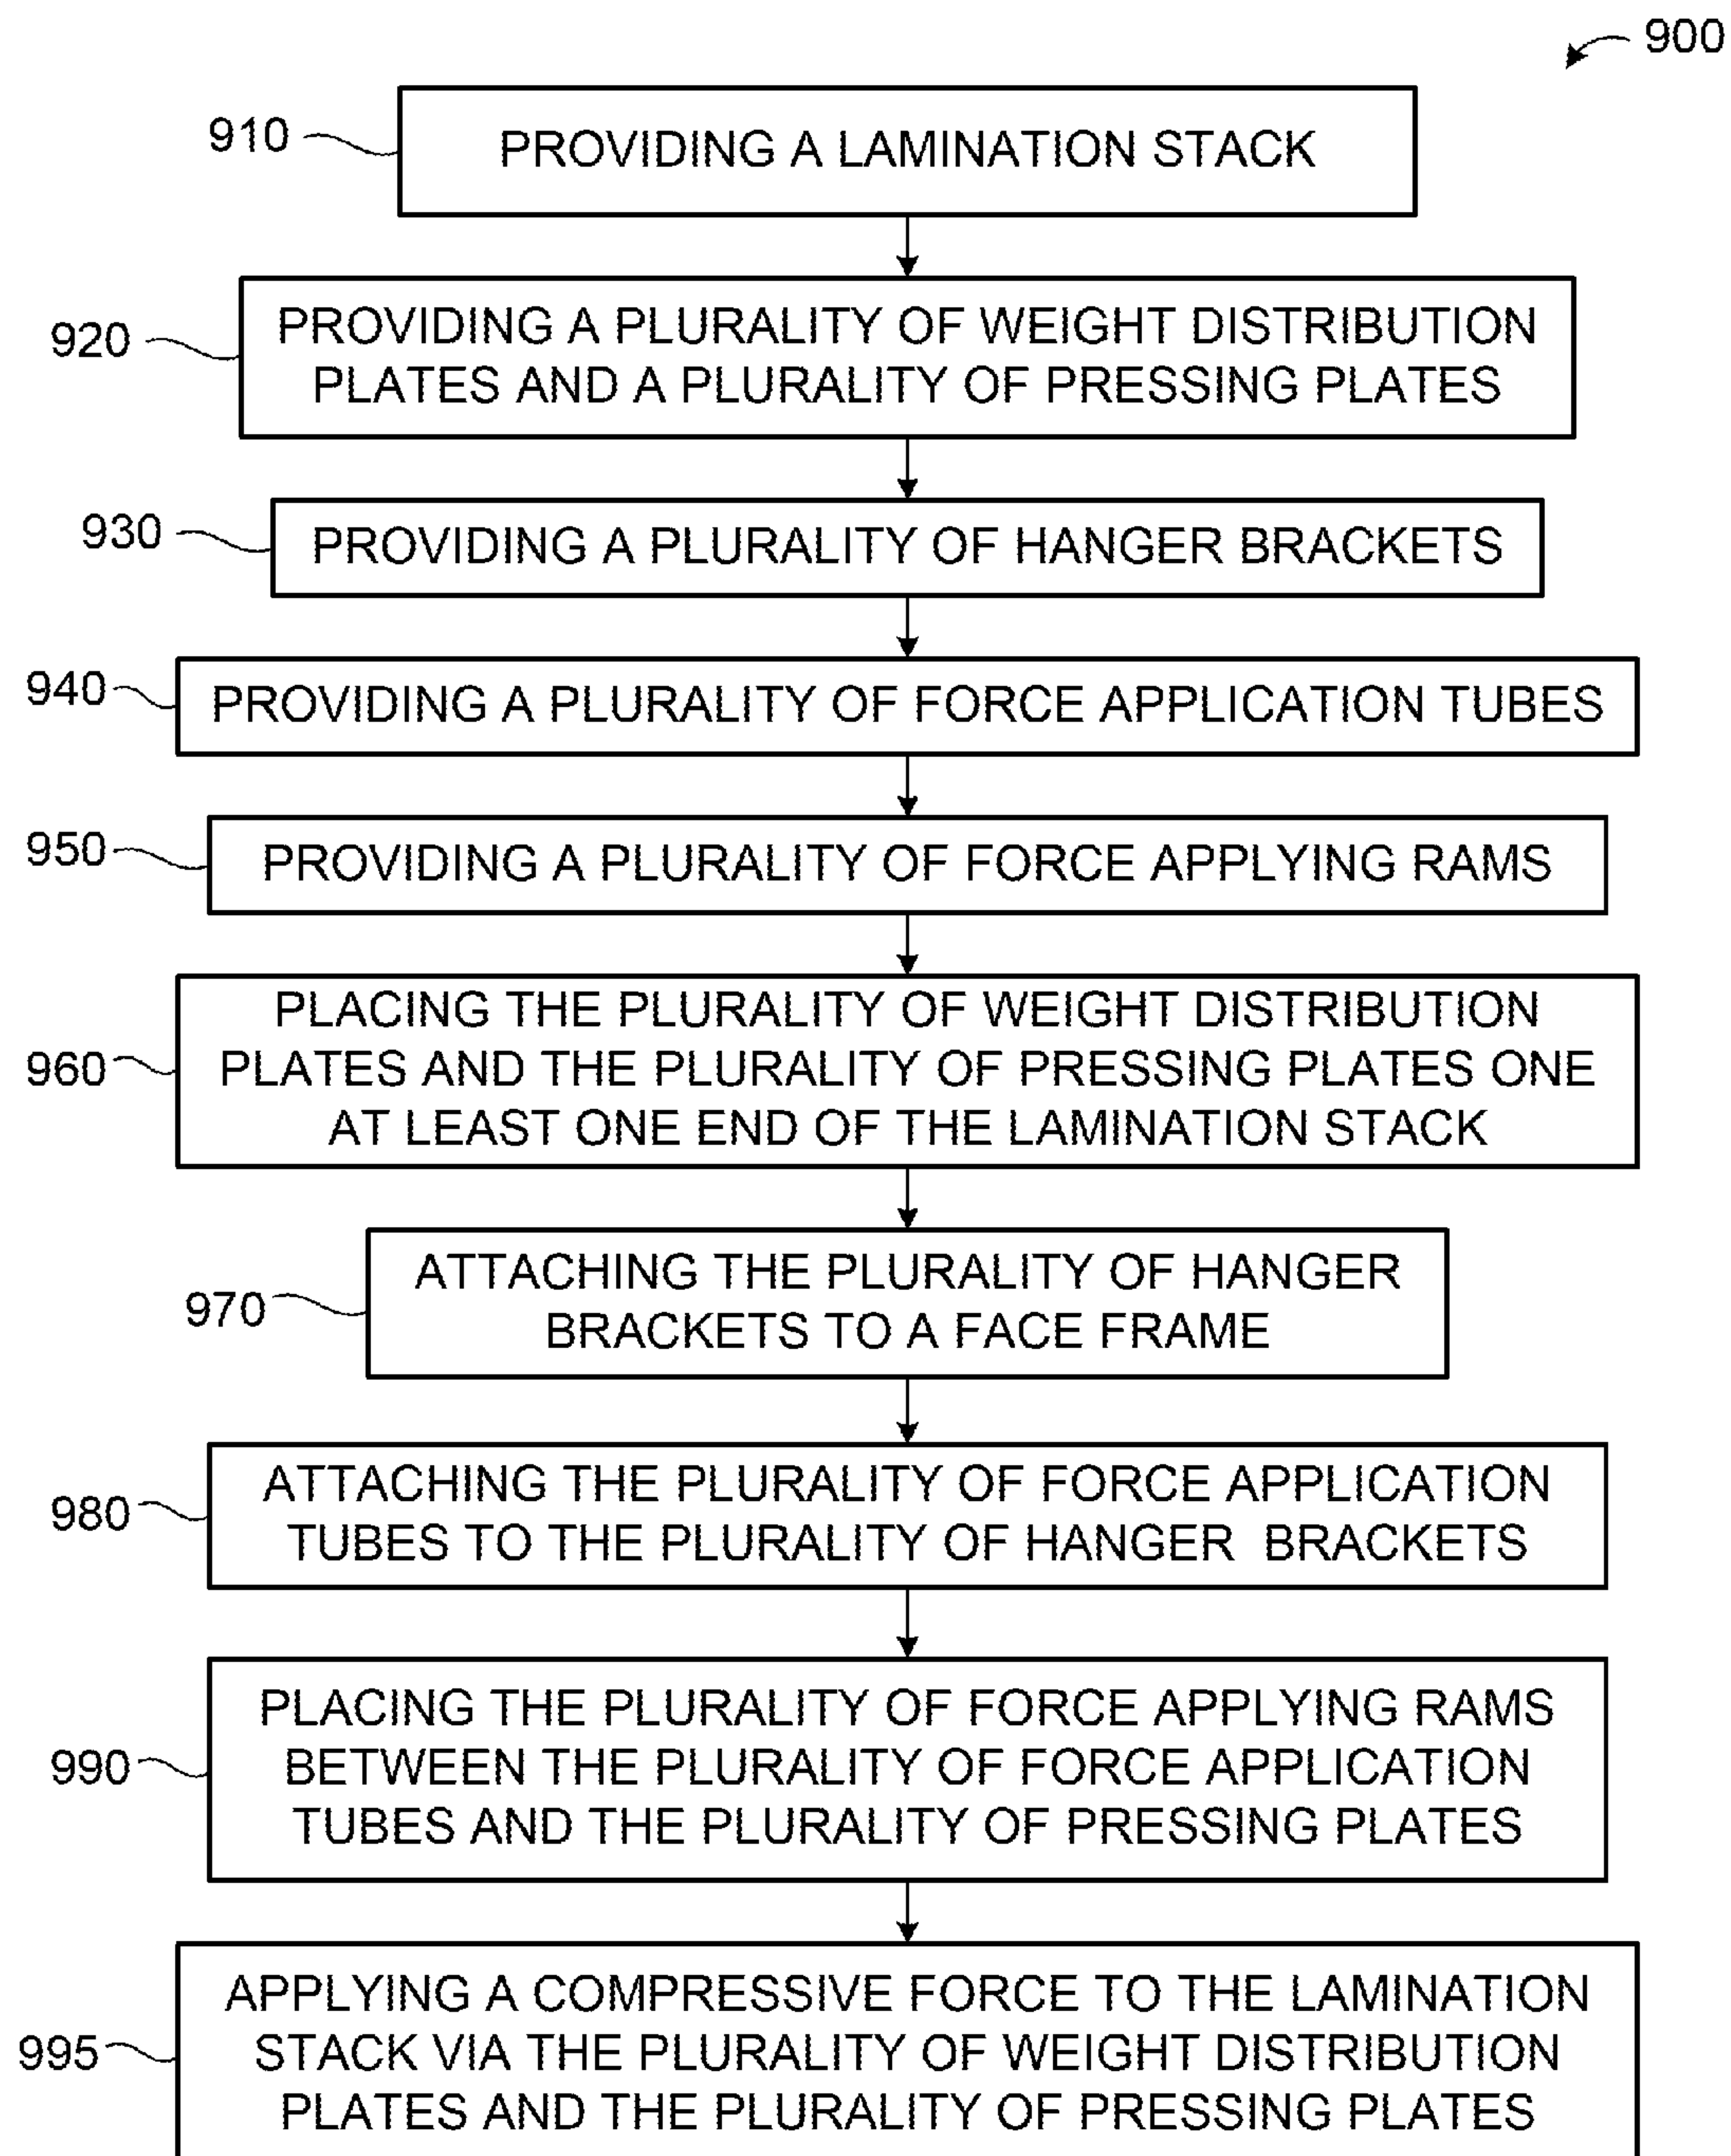 900
910
PROVIDING A LAMINATION STACK
920
PROVIDING A PLURALITY OF WEIGHT DISTRIBUTION
PLATES AND A PLURALITY OF PRESSING PLATES
930
PROVIDING A PLURALITY OF HANGER BRACKETS
940
PROVIDING A PLURALITY OF FORCE APPLICATION TUBES
950
PROVIDING A PLURALITY OF FORCE APPLYING RAMS
960
PLACING THE PLURALITY OF WEIGHT DISTRIBUTION
PLATES AND THE PLURALITY OF PRESSING PLATES ONE
AT LEAST ONE END OF THE LAMINATION STACK
970
ATTACHING THE PLURALITY OF HANGER
BRACKETS TO A FACE FRAME
980
ATTACHING THE PLURALITY OF FORCE APPLICATION
TUBES TO THE PLURALITY OF HANGER BRACKETS
990
PLACING THE PLURALITY OF FORCE APPLYING RAMS
BETWEEN THE PLURALITY OF FORCE APPLICATION
TUBES AND THE PLURALITY OF PRESSING PLATES
995
APPLYING A COMPRESSIVE FORCE TO THE LAMINATION
STACK VIA THE PLURALITY OF WEIGHT DISTRIBUTION
PLATES AND THE PLURALITY OF PRESSING PLATES